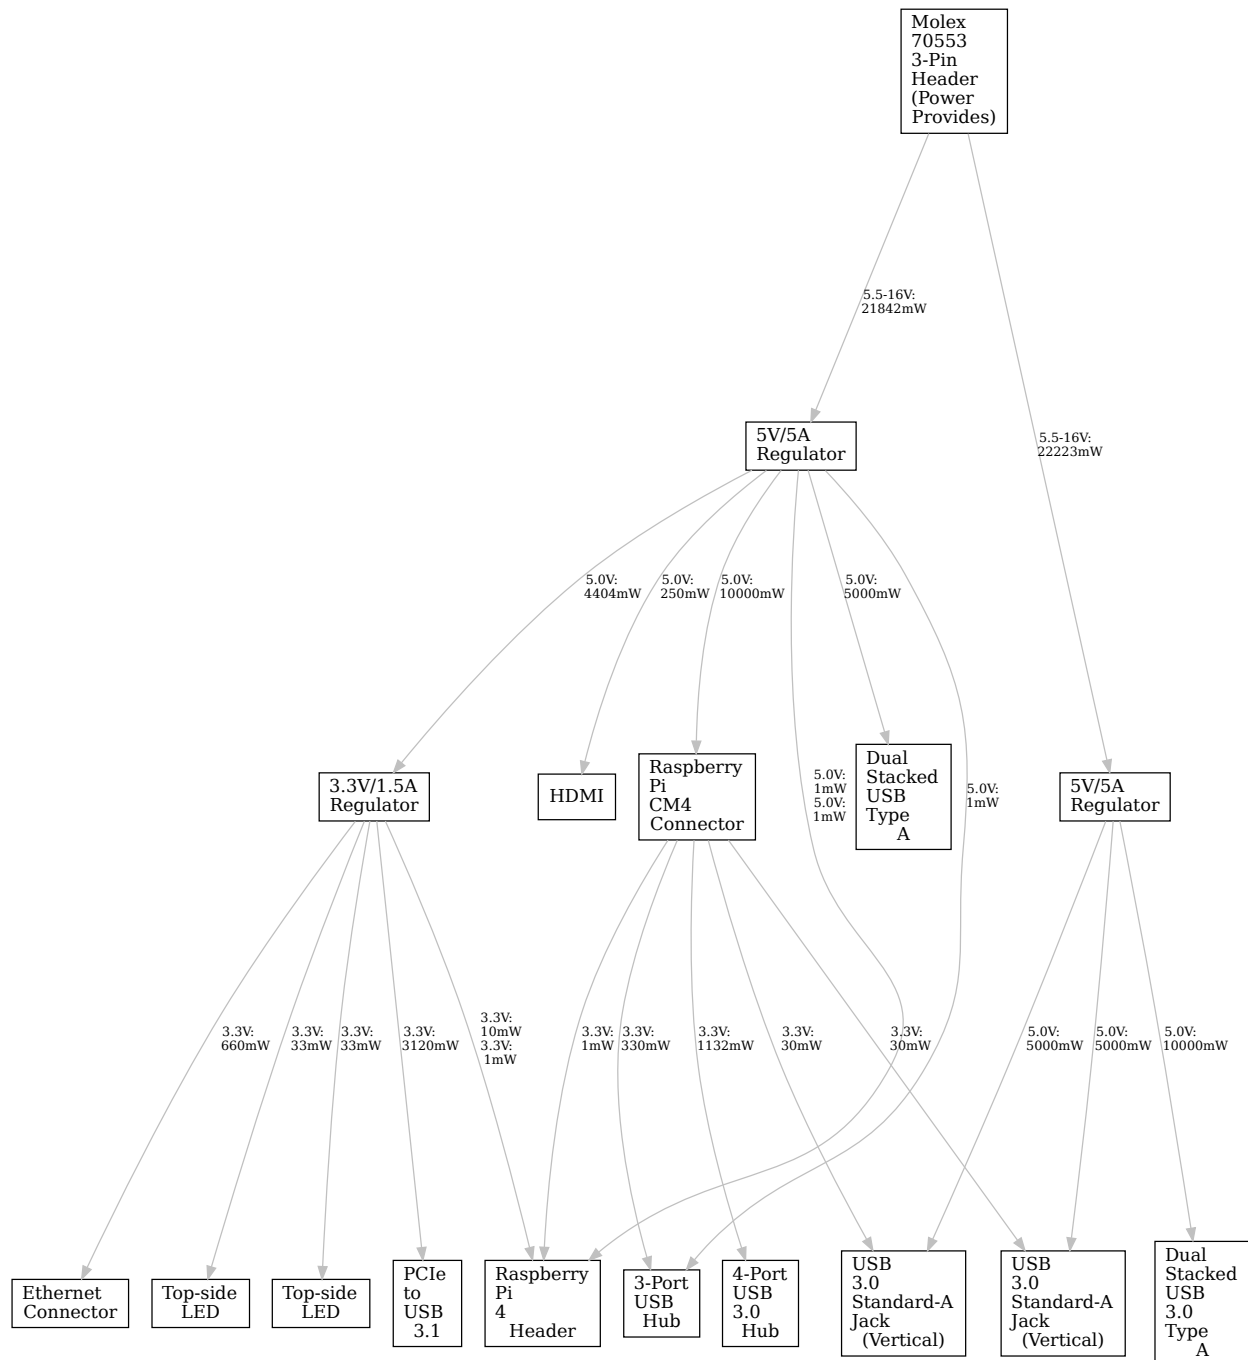 Molex
70553
3-Pin
Header
(Power
Provides)
5.5-16V:
21842mW
5V/5A
Regulator
5.5-16V:
22223mW
5.0V:
4404mW
5.0V:
250mW
5.0V:
10000mW
5.0V:
5000mW
3.3V/1.5A
Regulator
HDMI
Raspberry
Pi
CM4
Connector
5.0V:
1mW
5.0V:
1mW
Dual
Stacked
USB
Type
A
5.0V:
1mW
5V/5A
Regulator
3.3V:
660mW
3.3V:
33mW
3.3V:
33mW
3.3V:
3120mW
3.3V:
10mW
3.3V:
1mW
3.3V:
1mW
3.3V:
330mW
3.3V:
1132mW
3.3V:
30mW
3.3V:
30mW
5.0V:
5000mW
5.0V:
5000mW
5.0V:
10000mW
Ethernet
Connector
Top-side
LED
Top-side
LED
PCIe
to
USB
3.1
Raspberry
Pi
4
Header
3-Port
USB
Hub
4-Port
USB
3.0
Hub
USB
3.0
Standard-A
Jack
(Vertical)
USB
3.0
Standard-A
Jack
(Vertical)
Dual
Stacked
USB
3.0
Type
A